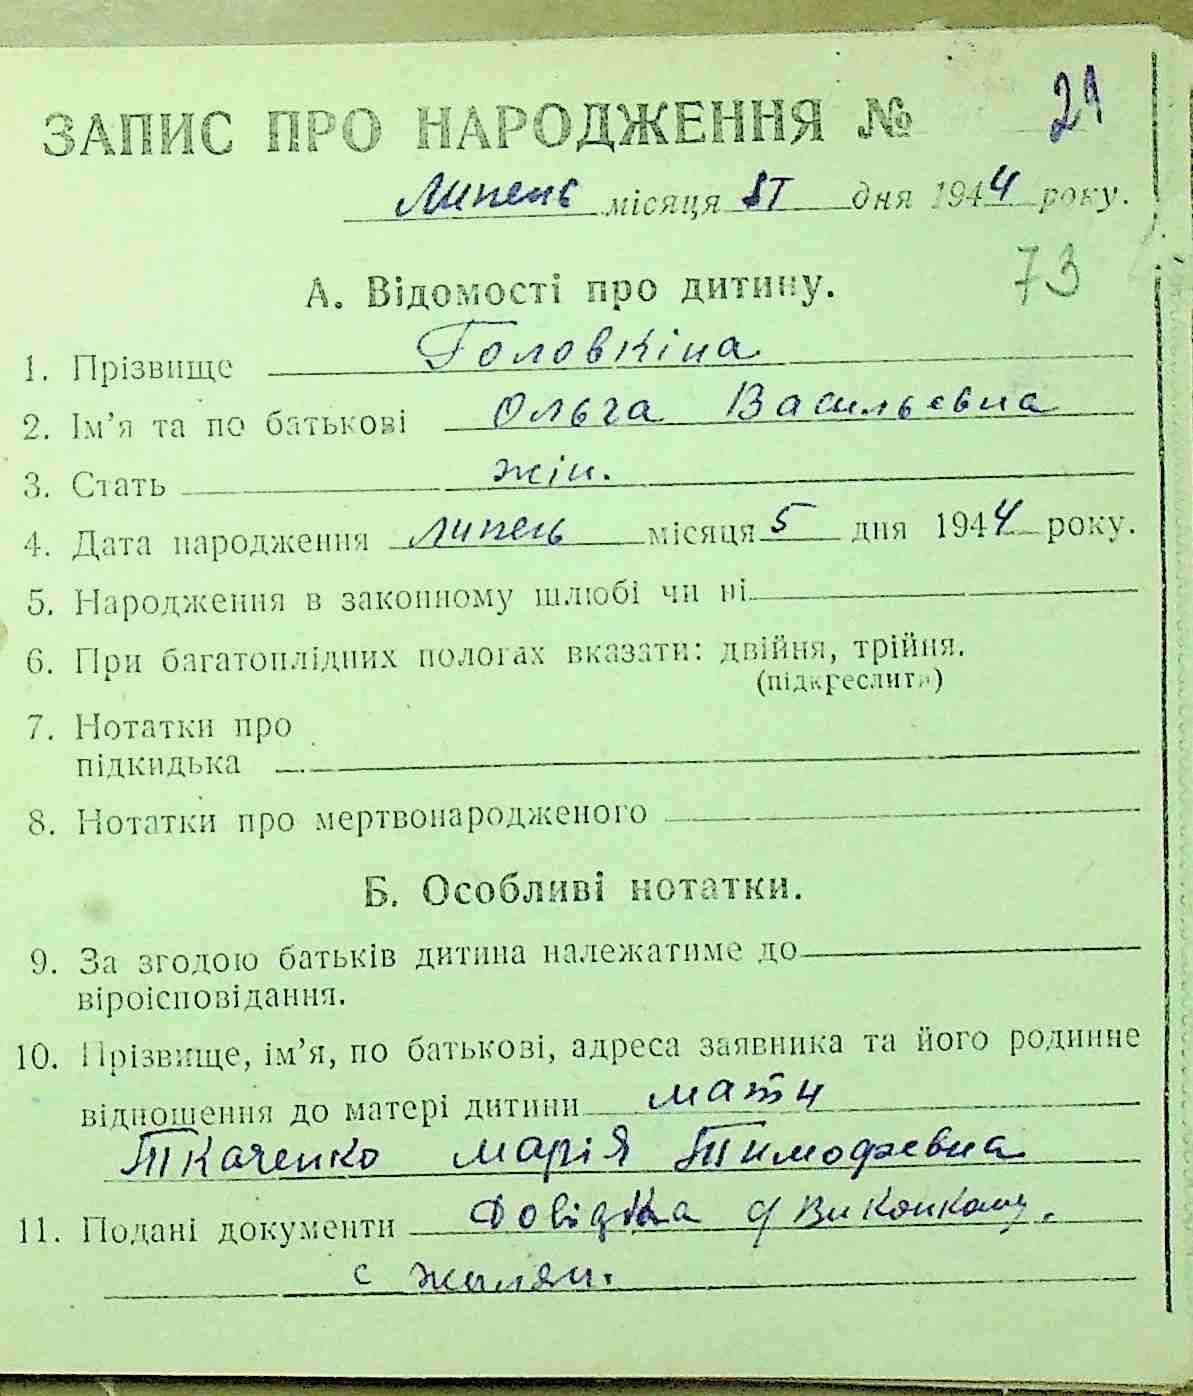 ЗАПИС ПРО НАРОДЖЕННЯ № 21
Липень місяця дня 1944 року.
73
А. Відомості про дитину.
1. Прізвище Головкіна
2. Ім'я та по батькові Ольга Васильевна
3. Стать жін.
4. Дата народження липень місяця 5 дня 1944 року.
5. Народження в законному шлюбі чи ні
6. При багатоплідних пологах вказати: двійня, трійня.
(підкреслити)
7. Нотатки про
підкидька
8. Нотатки про мертвонародженого
Б. Особливі нотатки.
9. За згодою батьків дитина належатиме до
віроісповідання.
10. Прізвище, ім'я, по батькові, адреса заявника та його родинне
відношення до матері дитини мати
Ткаченко Марія Тимофевна
11. Подані документи Довідка
с